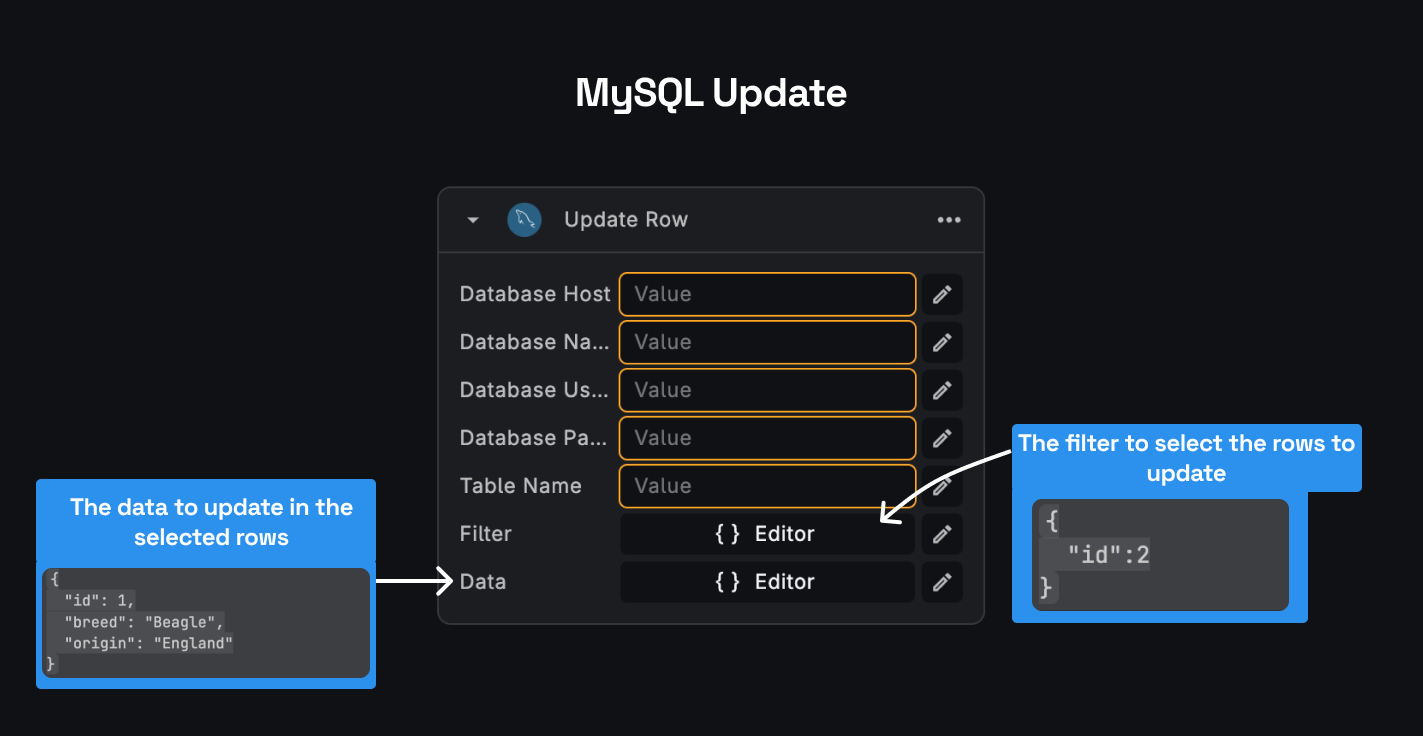 MySQL Update
Update Row
Database Host
Value
Database Na...
Value
Database Us...
Value
Database Pa...
Value
Table Name
Value
Filter
{ } Editor
Data
{ } Editor
The data to update in the
selected rows
{
"id": 1,
"breed": "Beagle",
"origin": "England"
}
The filter to select the rows to
update
{
"id":2
}